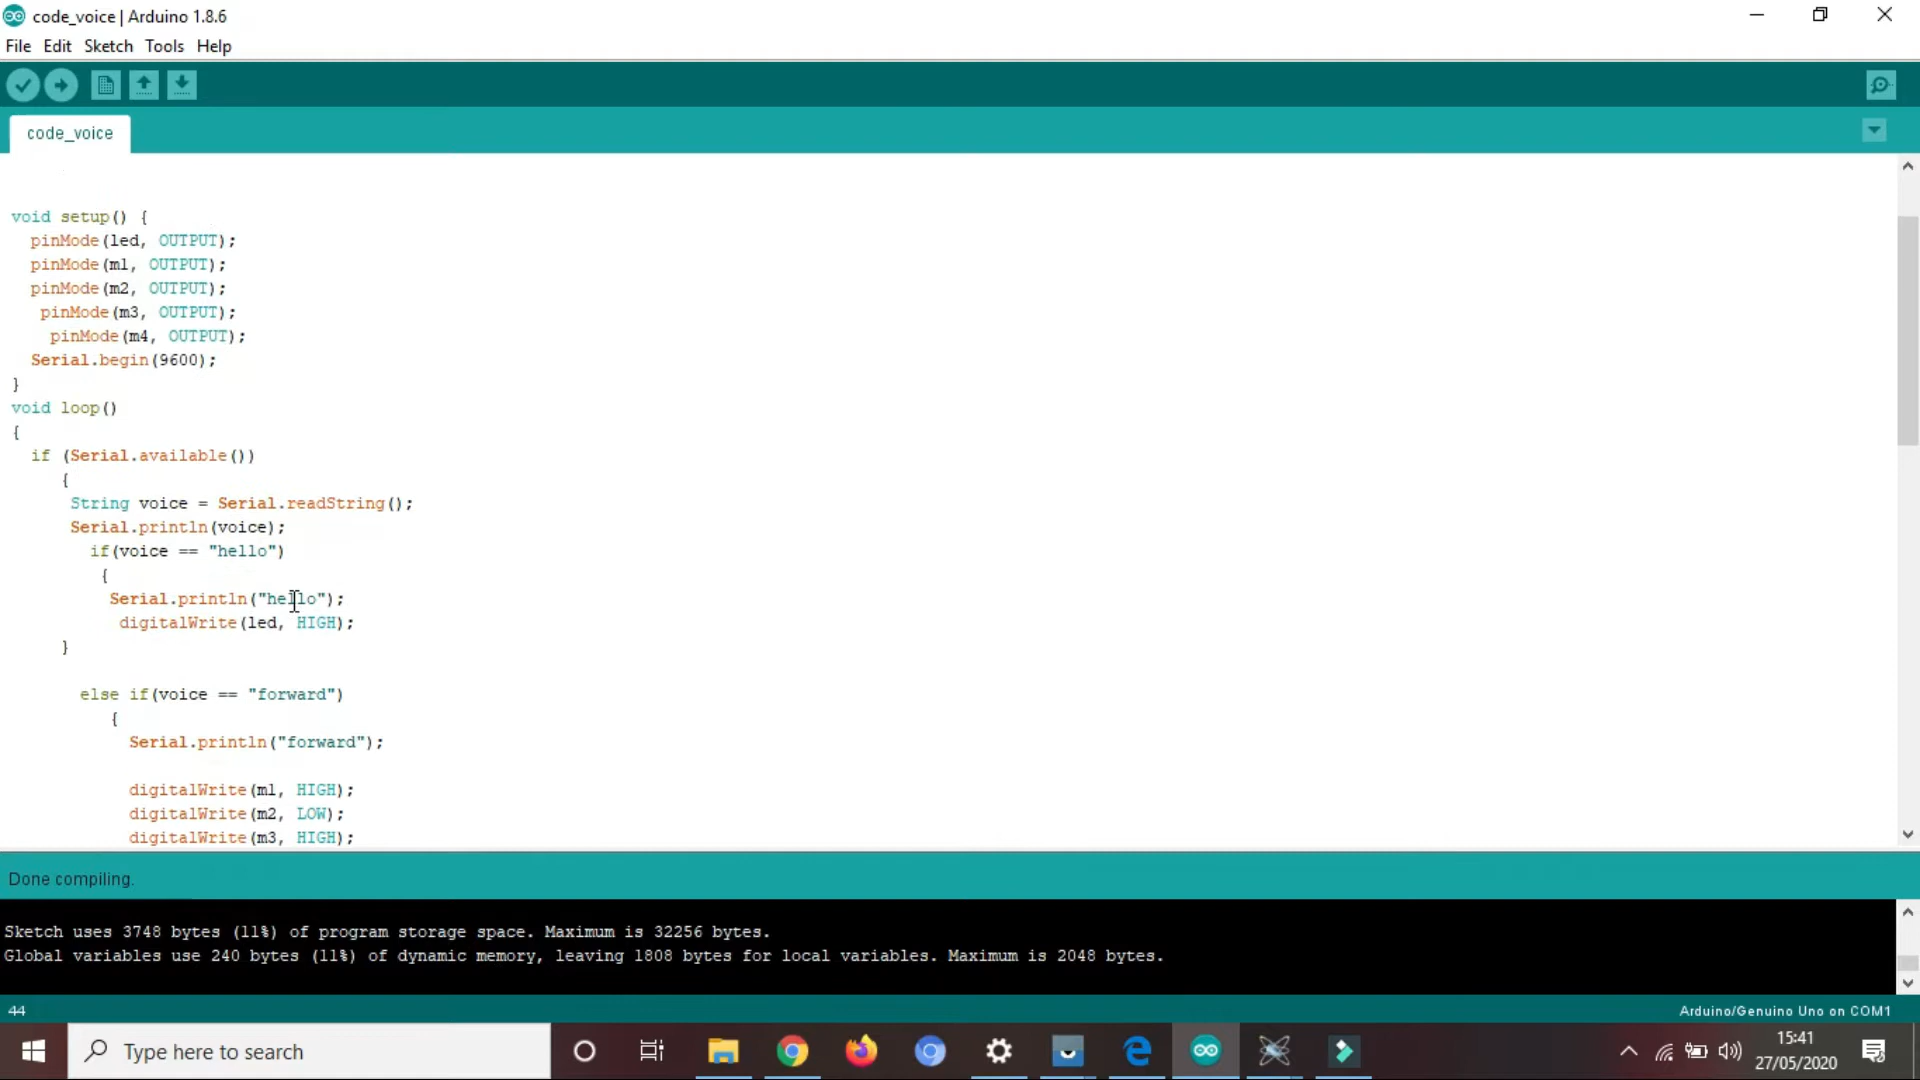 code_voice | Arduino 1.8.6
File Edit Sketch Tools Help
code_voice
void setup() {
pinMode(led, OUTPUT);
pinMode(m1, OUTPUT);
pinMode(m2, OUTPUT);
pinMode(m3, OUTPUT);
pinMode(m4, OUTPUT);
Serial.begin(9600);
}
void loop()
{
if (Serial.available())
{
String voice = Serial.readString();
Serial.println(voice);
if(voice == "hello")
{
Serial.println("hello");
digitalWrite(led, HIGH);
}
else if(voice == "forward")
{
Serial.println("forward");
digitalWrite(m1, HIGH);
digitalWrite(m2, LOW);
digitalWrite(m3, HIGH);
Done compiling.
Sketch uses 3748 bytes (11%) of program storage space. Maximum is 32256 bytes.
Global variables use 240 bytes (11%) of dynamic memory, leaving 1808 bytes for local variables. Maximum is 2048 bytes.
44
Arduino/Genuino Uno on COM1
Type here to search
15:41
27/05/2020